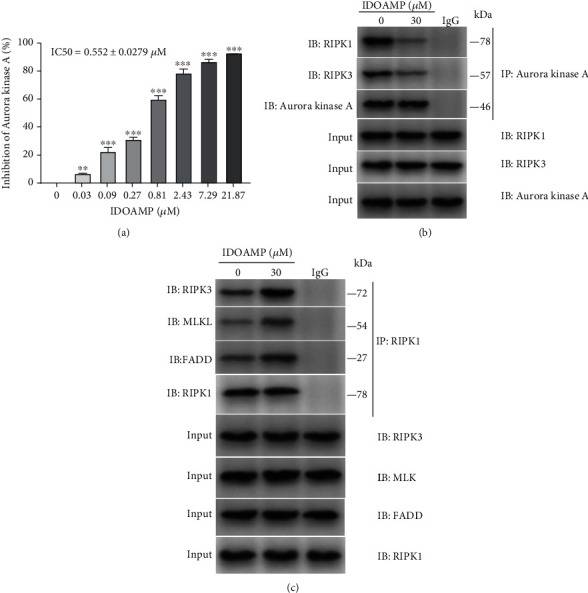 IC50 = 0.552 ± 0.0279 μM
Inhibition of Aurora kinase A (%)
100
80
60
40
20
0
**
***
***
***
***
***
***
0 0.03 0.09 0.27 0.81 2.43 7.29 21.87
IDOAMP (μM)
(a)
IDOAMP (μM)
0 30 IgG kDa
IB: RIPK1 —78
IB: RIPK3 —57
IB: Aurora kinase A —46
IP: Aurora kinase A
Input IB: RIPK1
Input IB: RIPK3
Input IB: Aurora kinase A
(b)
IDOAMP (μM)
0 30 IgG kDa
IB: RIPK3 —72
IB: MLKL —54
IB:FADD —27
IB: RIPK1 —78
IP: RIPK1
Input IB: RIPK3
Input IB: MLK
Input IB: FADD
Input IB: RIPK1
(c)